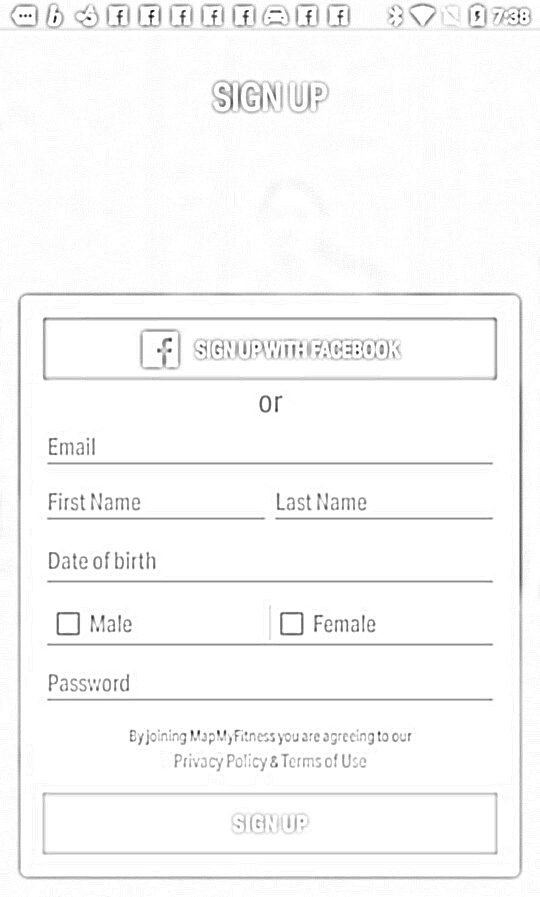 7:38
SIGN UP
f SIGN UP WITH FACEBOOK
or
Email
First Name Last Name
Date of birth
Male Female
Password
By joining MapMyFitness you are agreeing to our
Privacy Policy & Terms of Use
SIGN UP